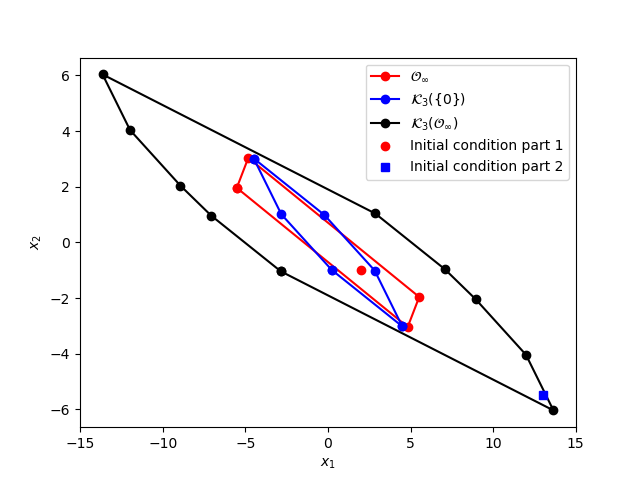 𝒪∞
𝒦₃({0})
𝒦₃(𝒪∞)
Initial condition part 1
Initial condition part 2
x₂
6
4
2
0
−2
−4
−6
−15
−10
−5
0
5
10
15
x₁